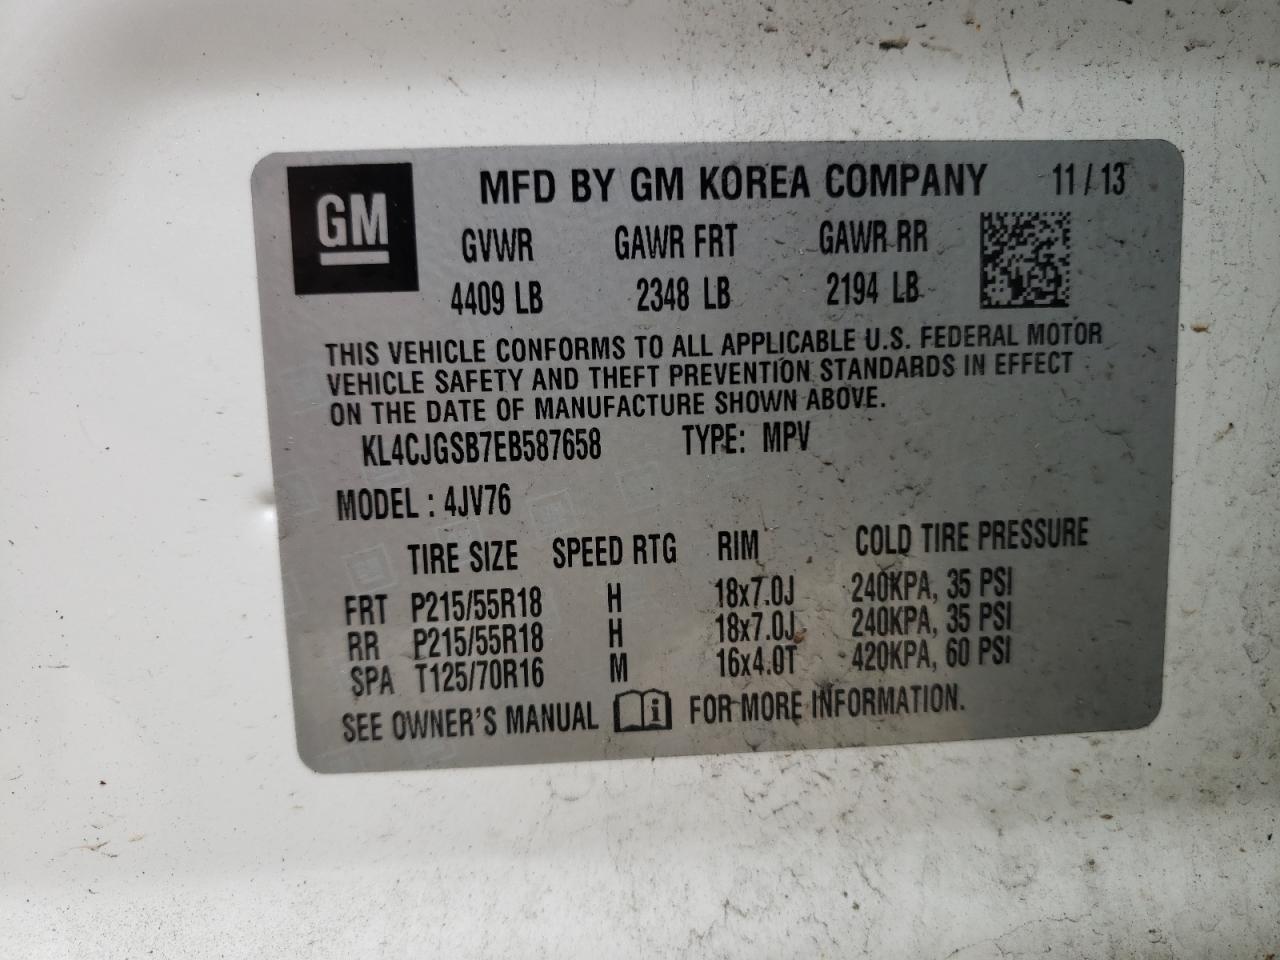 GM
MFD BY GM KOREA COMPANY 11 / 13
GVWR GAWR FRT GAWR RR
4409 LB 2348 LB 2194 LB
THIS VEHICLE CONFORMS TO ALL APPLICABLE U.S. FEDERAL MOTOR
VEHICLE SAFETY AND THEFT PREVENTION STANDARDS IN EFFECT
ON THE DATE OF MANUFACTURE SHOWN ABOVE.
KL4CJGSB7EB587658 TYPE: MPV
MODEL : 4JV76
TIRE SIZE SPEED RTG RIM COLD TIRE PRESSURE
FRT P215/55R18 H 18x7.0J 240KPA, 35 PSI
RR P215/55R18 H 18x7.0J 240KPA, 35 PSI
SPA T125/70R16 M 16x4.0T 420KPA, 60 PSI
SEE OWNER'S MANUAL i FOR MORE INFORMATION.